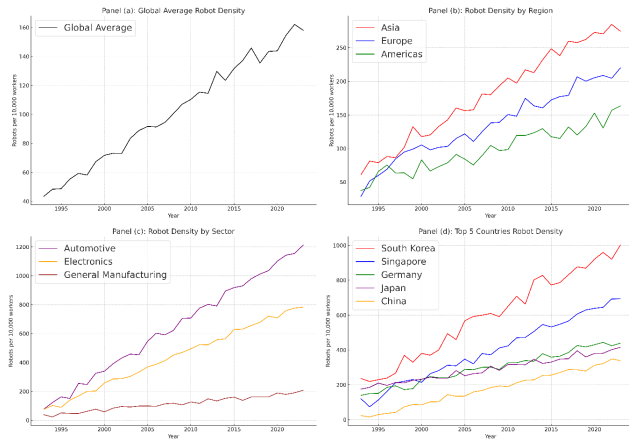 Panel (a): Global Average Robot Density
Global Average
160
140
120
100
80
60
40
Robots per 10,000 workers
1995
2000
2005
2010
2015
2020
Year
Panel (b): Robot Density by Region
Asia
Europe
Americas
250
200
150
100
50
Robots per 10,000 workers
1995
2000
2005
2010
2015
2020
Year
Panel (c): Robot Density by Sector
Automotive
Electronics
General Manufacturing
1200
1000
800
600
400
200
0
Robots per 10,000 workers
1995
2000
2005
2010
2015
2020
Year
Panel (d): Top 5 Countries Robot Density
South Korea
Singapore
Germany
Japan
China
1000
800
600
400
200
0
Robots per 10,000 workers
1995
2000
2005
2010
2015
2020
Year